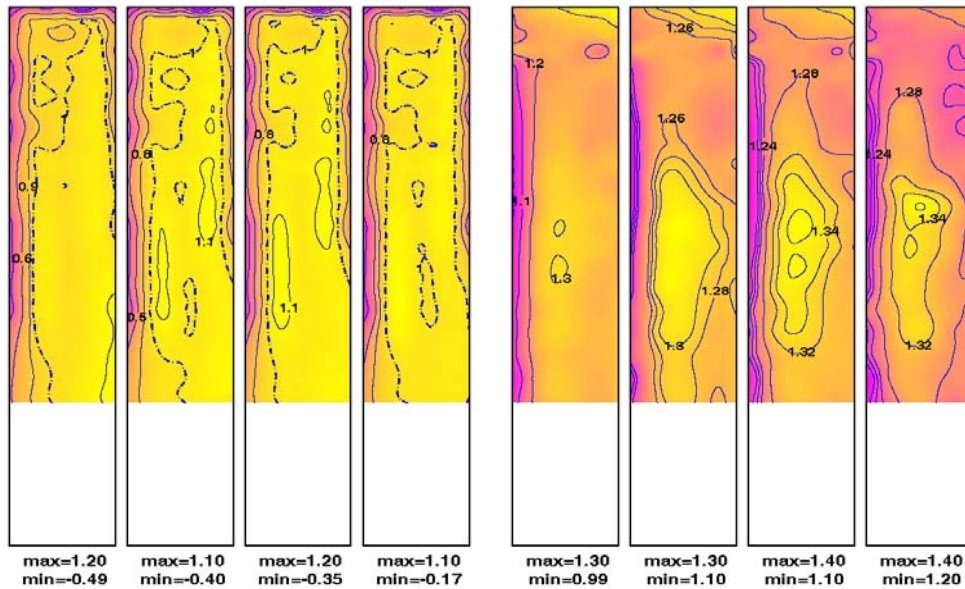 1
1
0.9
0.6
0.8
1.1
0.5
1
0.8
1.1
1
0.8
1
1.2
1.1
1.3
1.26
1.26
1.28
1.3
1.28
1.24
1.34
1.32
1.28
1.24
1.34
1.32
max=1.20
min=-0.49
max=1.10
min=-0.40
max=1.20
min=-0.35
max=1.10
min=-0.17
max=1.30
min=0.99
max=1.30
min=1.10
max=1.40
min=1.10
max=1.40
min=1.20